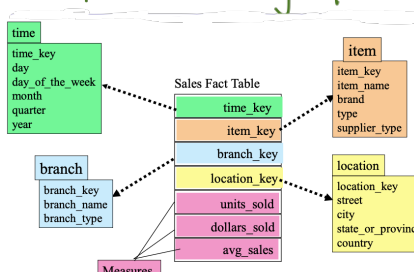 time
time_key
day
day_of_the_week
month
quarter
year
item
item_key
item_name
brand
type
supplier_type
Sales Fact Table
time_key
item_key
branch_key
location_key
units_sold
dollars_sold
avg_sales
branch
branch_key
branch_name
branch_type
location
location_key
street
city
country
Measures